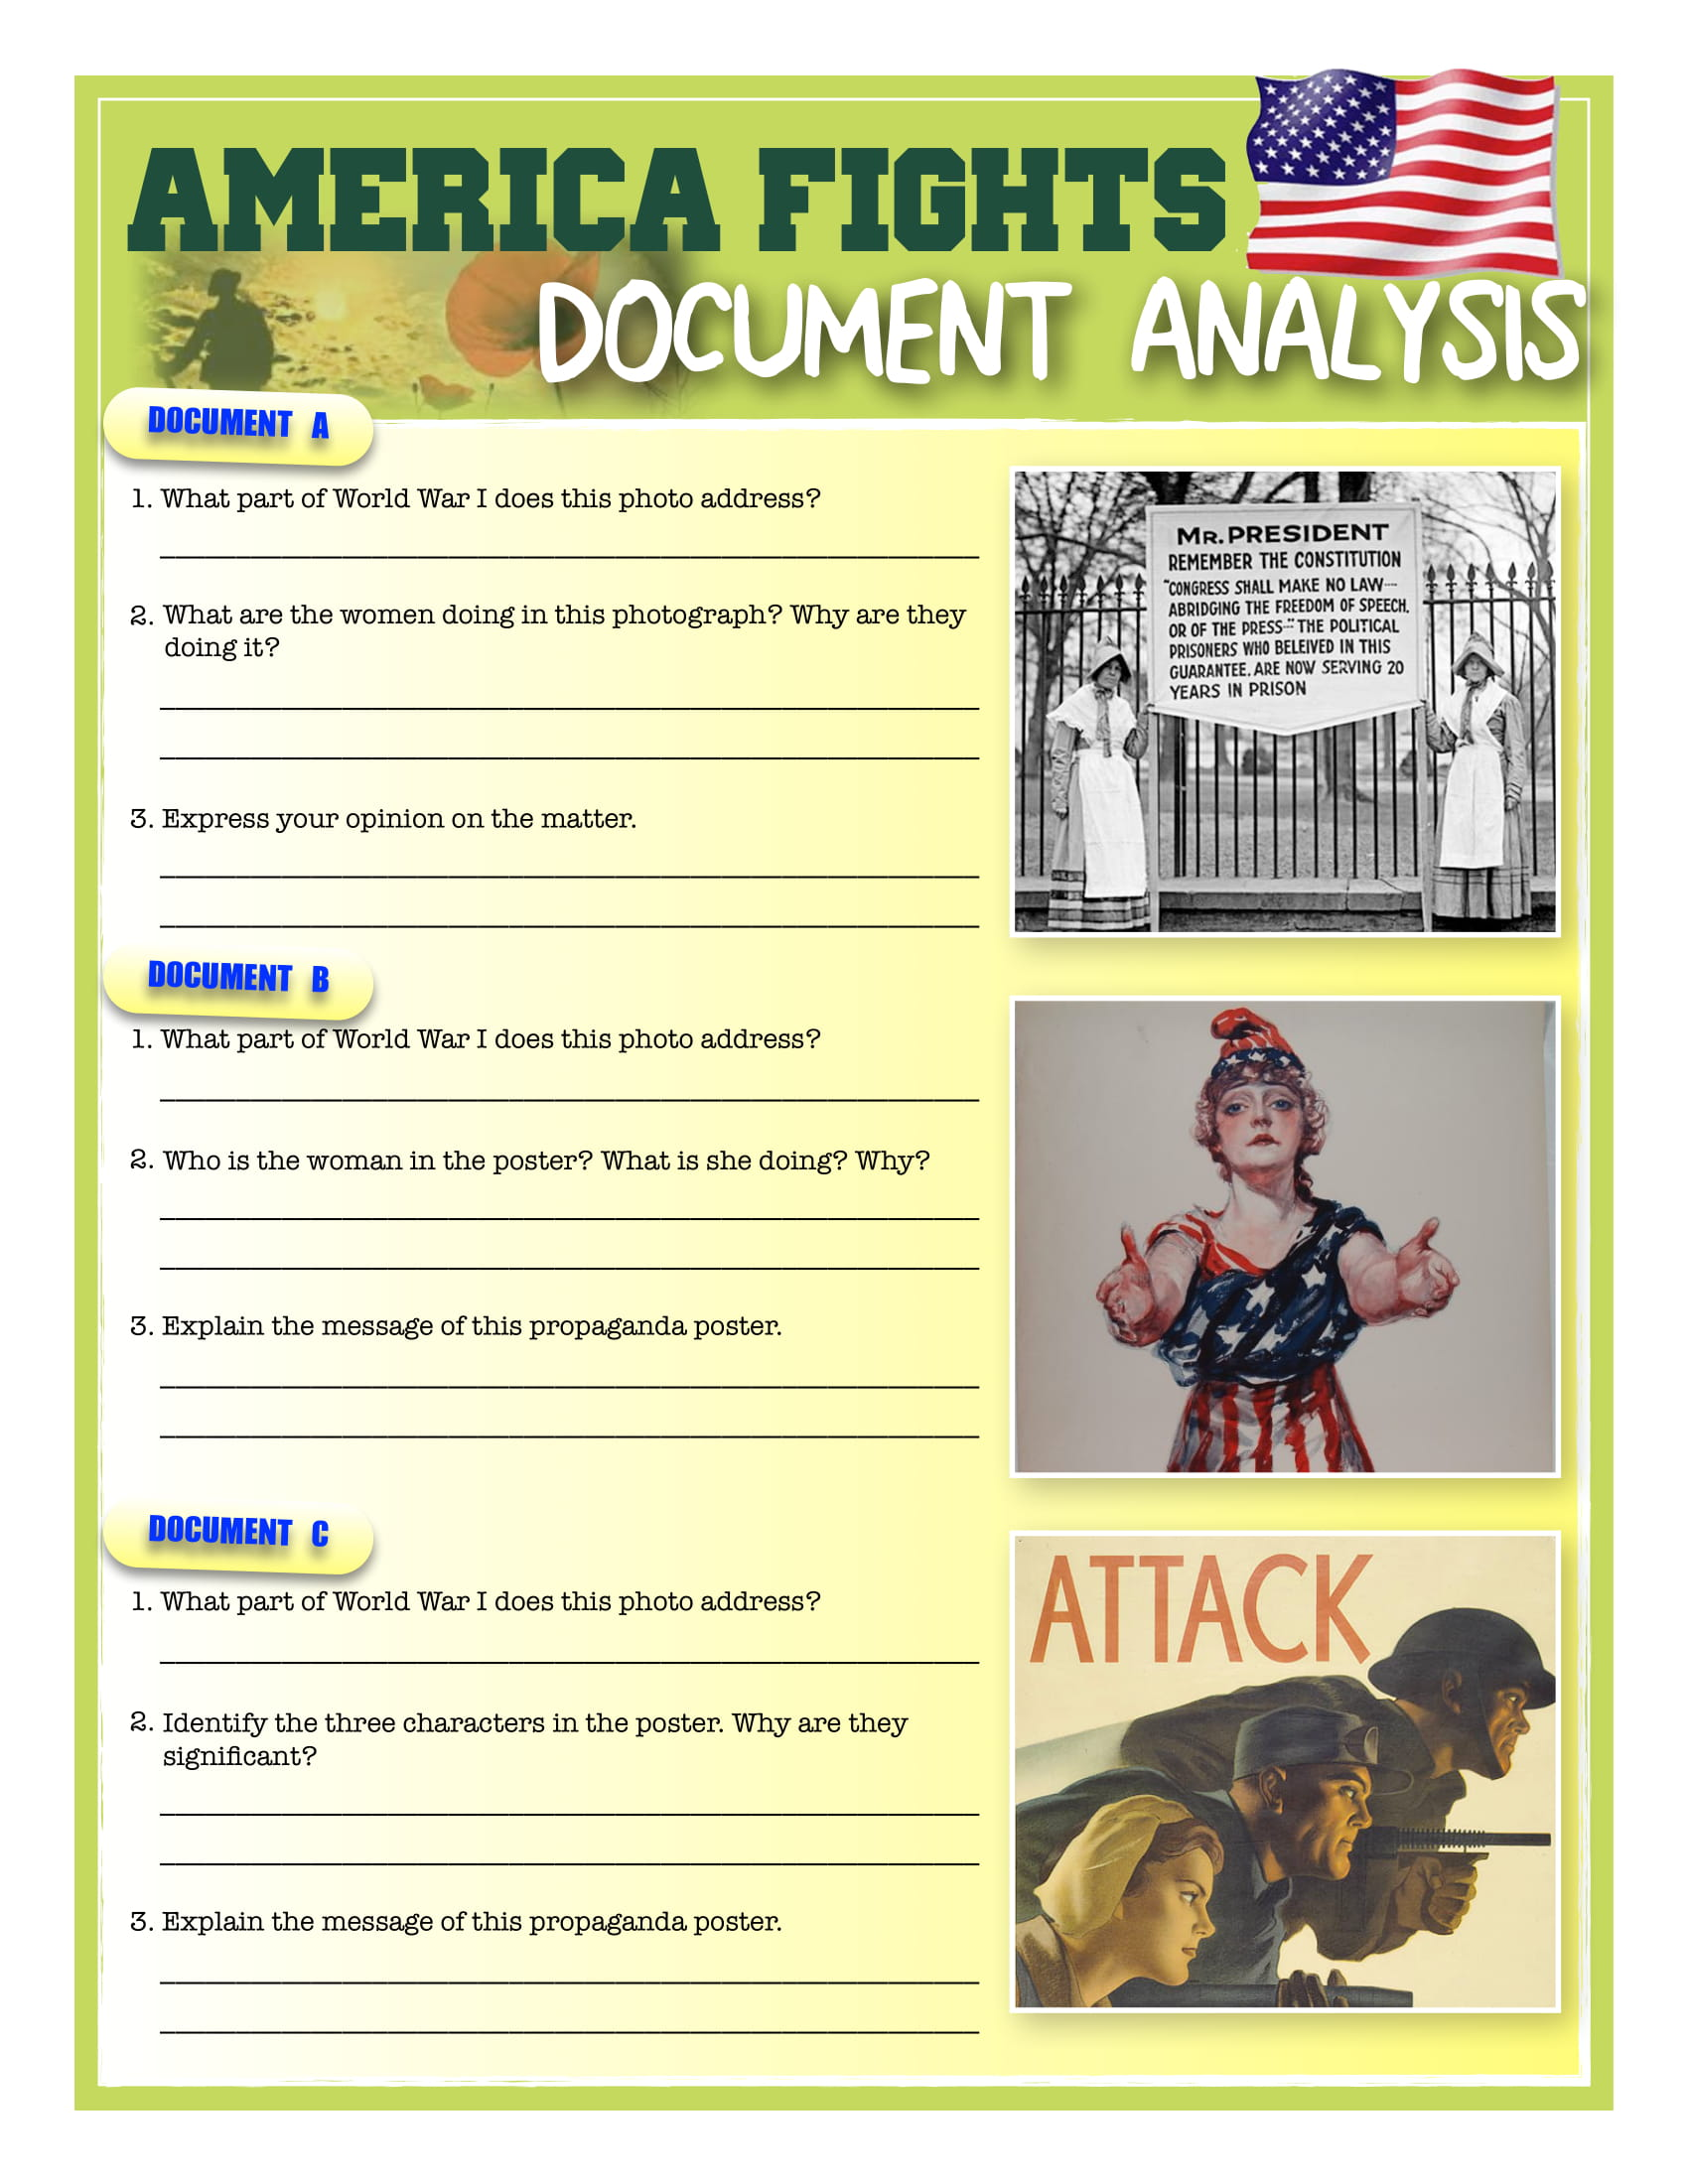 AMERICA FIGHTS
DOCUMENT ANALYSIS
DOCUMENT A
1. What part of World War I does this photo address?
2. What are the women doing in this photograph? Why are they
doing it?
3. Express your opinion on the matter.
MR. PRESIDENT
REMEMBER THE CONSTITUTION
"CONGRESS SHALL MAKE NO LAW----
ABRIDGING THE FREEDOM OF SPEECH,
OR OF THE PRESS---" THE POLITICAL
PRISONERS WHO BELEIVED IN THIS
GUARANTEE, ARE NOW SERVING 20
YEARS IN PRISON
DOCUMENT B
1. What part of World War I does this photo address?
2. Who is the woman in the poster? What is she doing? Why?
3. Explain the message of this propaganda poster.
DOCUMENT C
1. What part of World War I does this photo address?
2. Identify the three characters in the poster. Why are they
significant?
3. Explain the message of this propaganda poster.
ATTACK